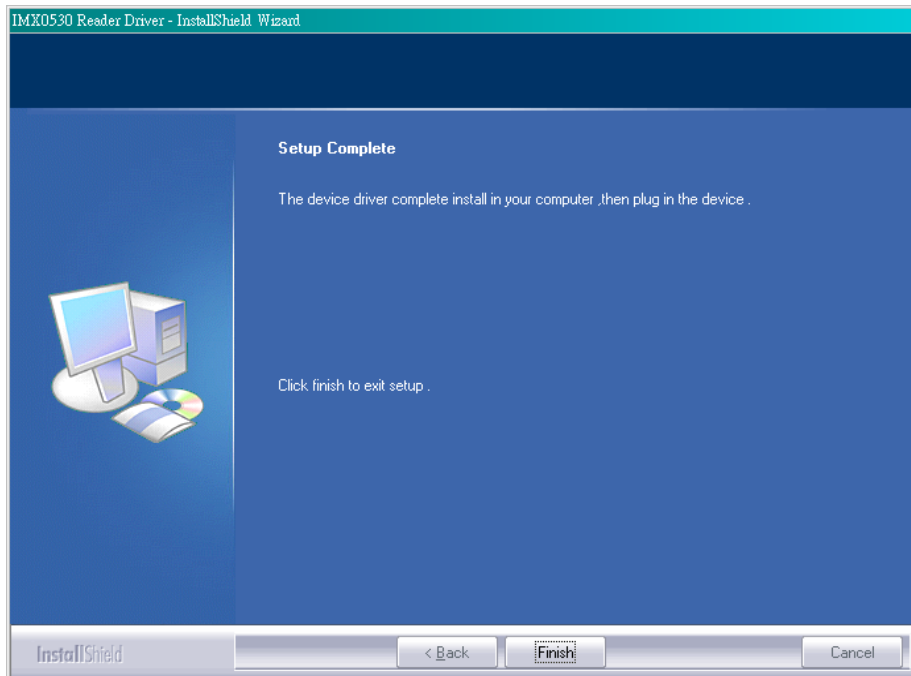 IMX0530 Reader Driver - InstallShield Wizard
Setup Complete
The device driver complete install in your computer ,then plug in the device .
Click finish to exit setup .
InstallShield
< Back
Finish
Cancel